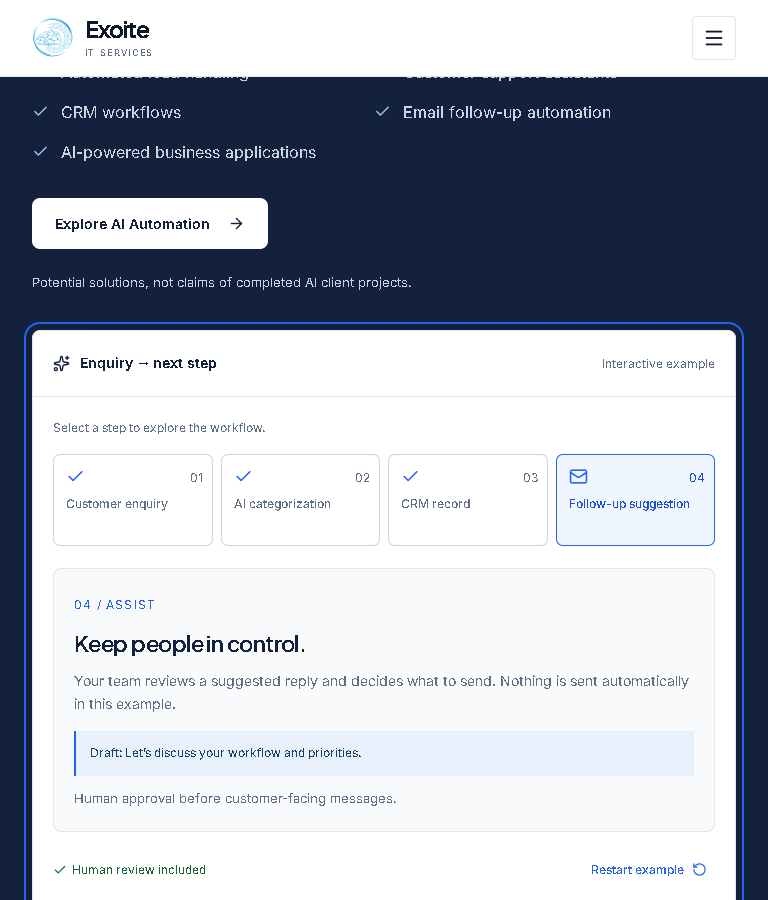 Exoite
IT SERVICES
CRM workflows
Email follow-up automation
AI-powered business applications
Explore AI Automation →
Potential solutions, not claims of completed AI client projects.
Enquiry → next step
Interactive example
Select a step to explore the workflow.
01
Customer enquiry
02
AI categorization
03
CRM record
04
Follow-up suggestion
04 / ASSIST
Keep people in control.
Your team reviews a suggested reply and decides what to send. Nothing is sent automatically
in this example.
Draft: Let's discuss your workflow and priorities.
Human approval before customer-facing messages.
Human review included
Restart example